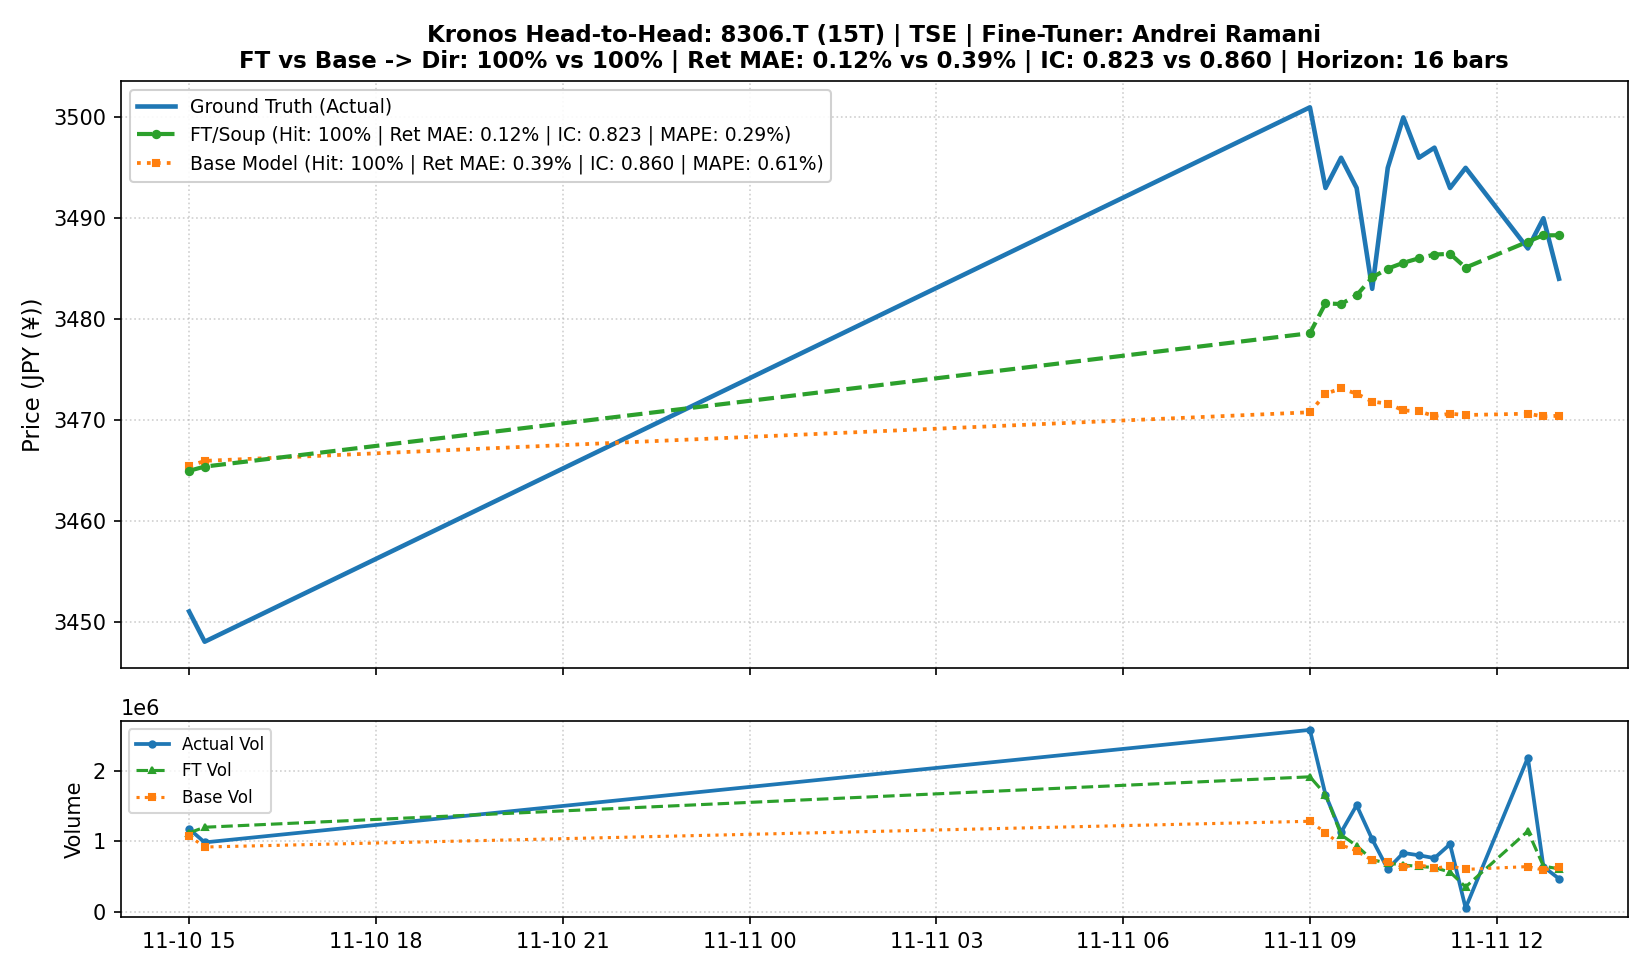 Kronos Head-to-Head: 8306.T (15T) | TSE | Fine-Tuner: Andrei Ramani
FT vs Base -> Dir: 100% vs 100% | Ret MAE: 0.12% vs 0.39% | IC: 0.823 vs 0.860 | Horizon: 16 bars
Ground Truth (Actual)
FT/Soup (Hit: 100% | Ret MAE: 0.12% | IC: 0.823 | MAPE: 0.29%)
Base Model (Hit: 100% | Ret MAE: 0.39% | IC: 0.860 | MAPE: 0.61%)
Price (JPY (¥))
3500
3490
3480
3470
3460
3450
1e6
Actual Vol
FT Vol
Base Vol
Volume
2
1
0
11-10 15
11-10 18
11-10 21
11-11 00
11-11 03
11-11 06
11-11 09
11-11 12